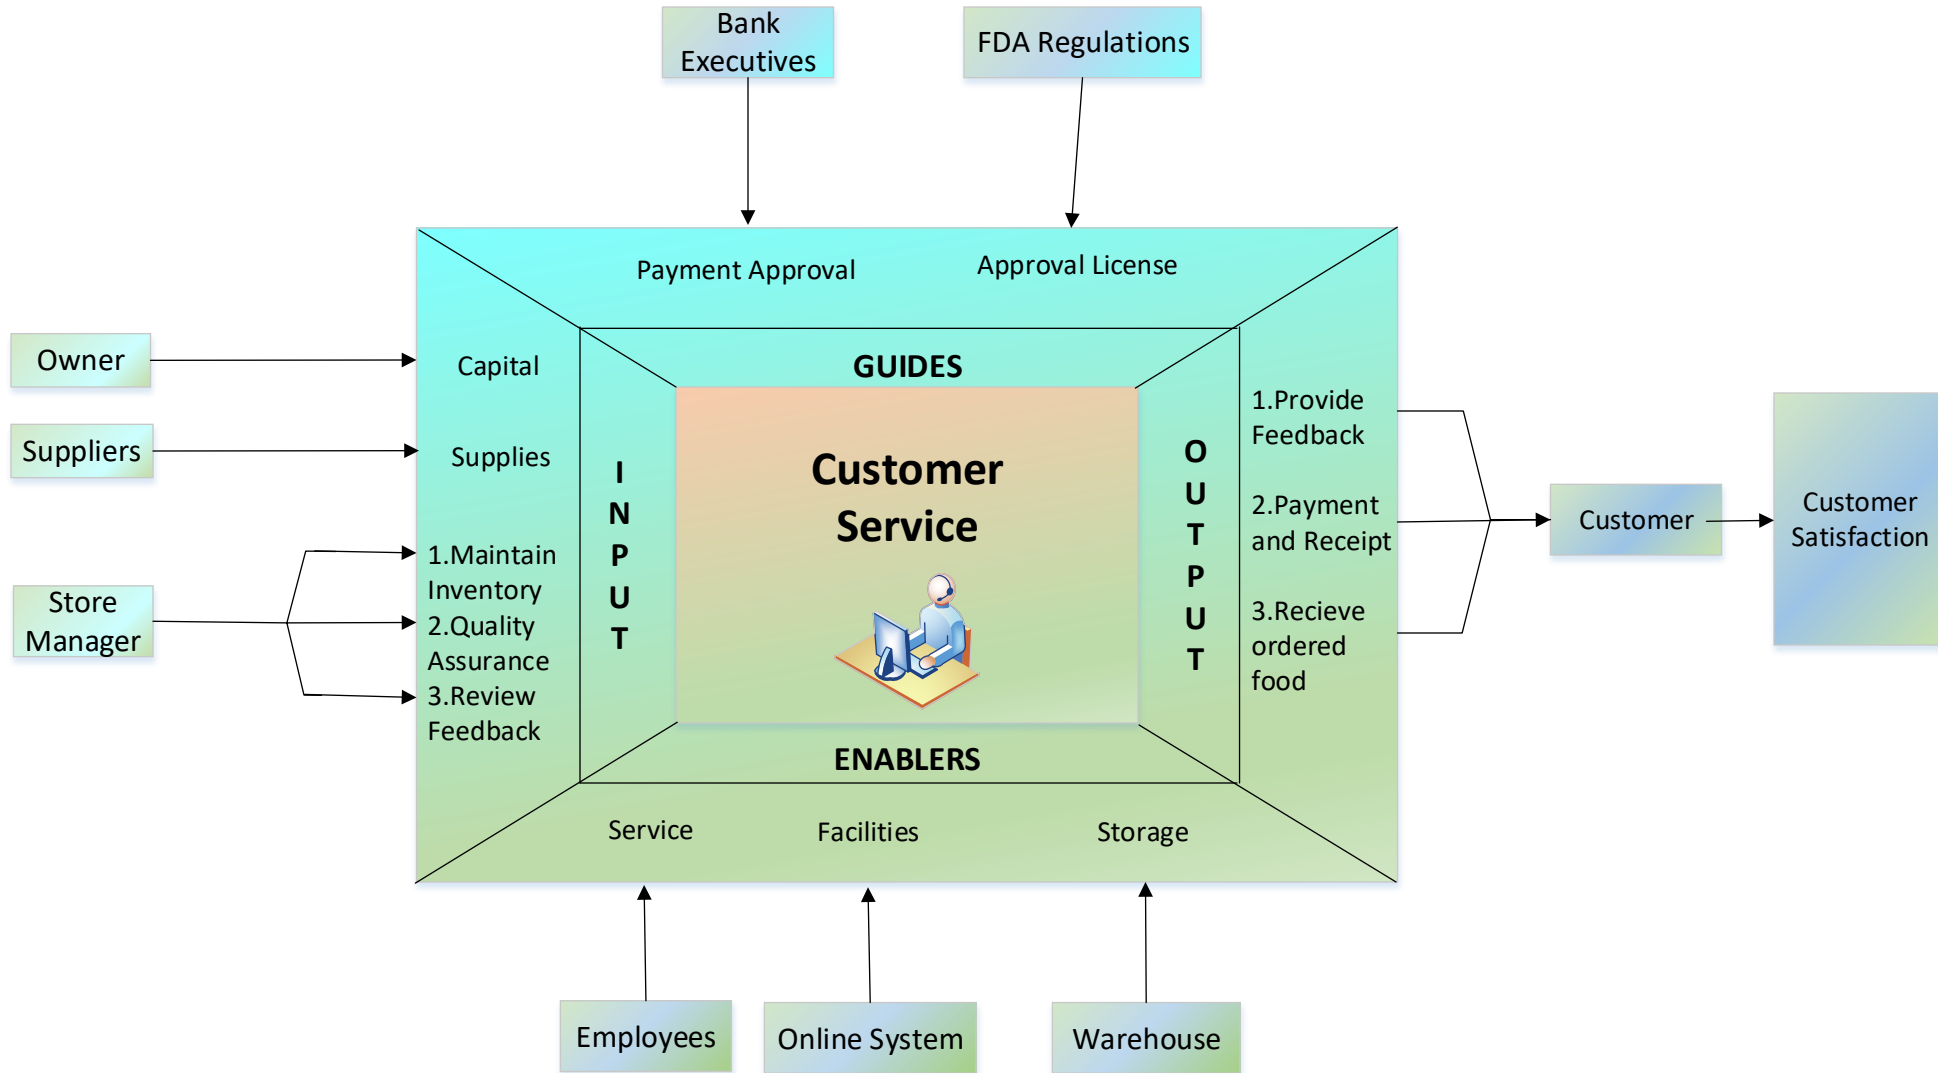 Bank
Executives
FDA Regulations
Payment Approval
Approval License
Owner
Capital
Suppliers
Supplies
Store
Manager
1.Maintain
Inventory
2.Quality
Assurance
3.Review
Feedback
INPUT
GUIDES
Customer
Service
ENABLERS
OUTPUT
1.Provide
Feedback
2.Payment
and Receipt
3.Recieve
ordered
food
Customer
Customer
Satisfaction
Service
Facilities
Storage
Employees
Online System
Warehouse